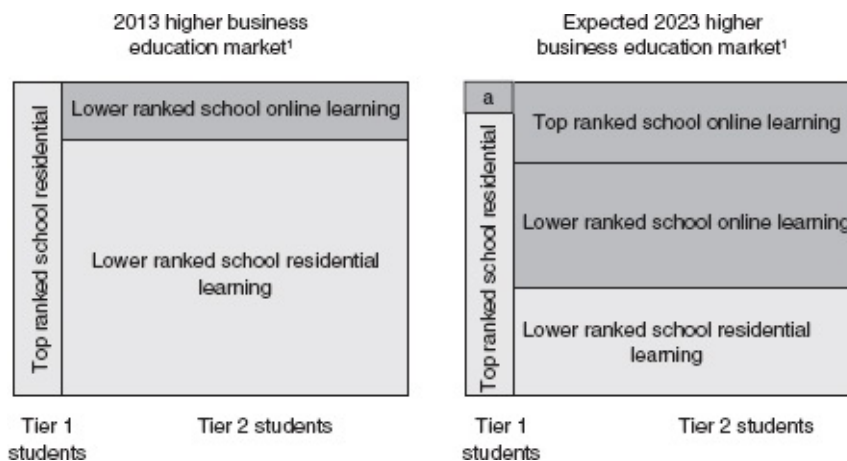 2013 higher business
education market¹
Top ranked school residential
Lower ranked school online learning
Lower ranked school residential
learning
Tier 1
students
Tier 2 students
Expected 2023 higher
business education market¹
a
Top ranked school residential
Top ranked school online learning
Lower ranked school online learning
Lower ranked school residential
learning
Tier 1
students
Tier 2 students